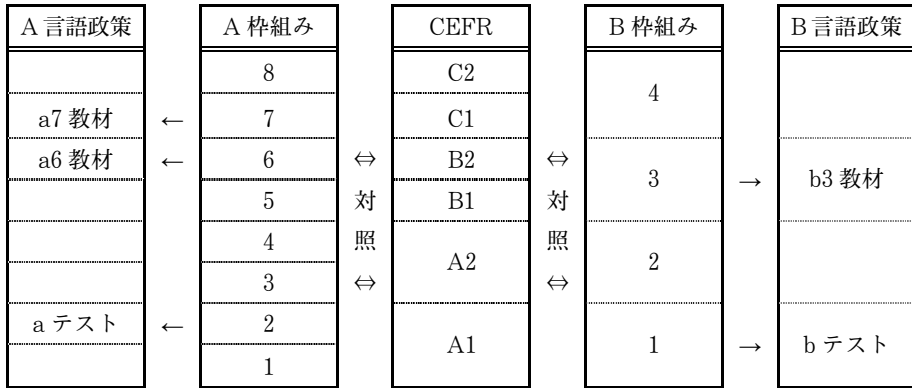 A 言語政策 A 枠組み CEFR B 枠組み B 言語政策
8 C2
4
a7 教材 ← 7 C1
a6 教材 ← 6 ⇔ B2 ⇔
3 → b3 教材
5 対 B1 対
4 照 照
A2 2
3 ⇔ ⇔
a テスト ← 2
A1 1 → b テスト
1